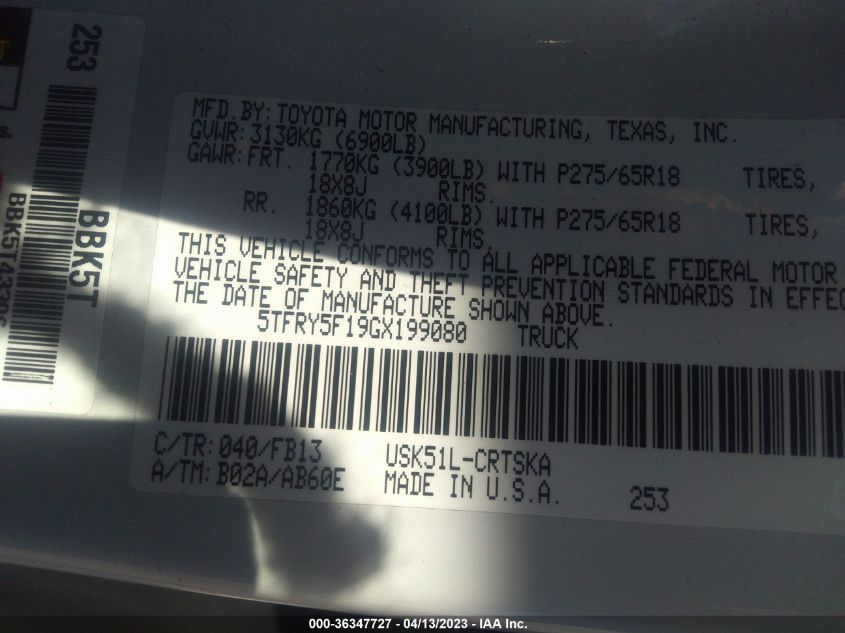 MFD.BY: TOYOTA MOTOR MANUFACTURING, TEXAS, INC.
GVWR: 3130KG (6900LB)
GAWR: FRT. 1770KG (3900LB) WITH P275/65R18 TIRES,
18X8J RIMS.
RR. 1860KG (4100LB) WITH P275/65R18 TIRES,
18X8J RIMS.
THIS VEHICLE CONFORMS TO ALL APPLICABLE FEDERAL MOTOR
VEHICLE SAFETY AND THEFT PREVENTION STANDARDS IN EFFEC
THE DATE OF MANUFACTURE SHOWN ABOVE.
5TFRY5F19GX199080 TRUCK
C/TR: 040/FB13 USK51L-CRTSKA
A/TM: B02A/AB60E MADE IN U.S.A. 253
253
BBK5T
000-36347727 - 04/13/2023 - IAA Inc.